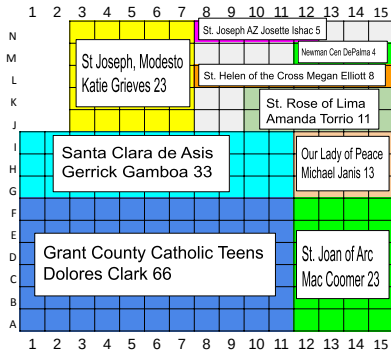 1 2 3 4 5 6 7 8 9 10 11 12 13 14 15
N
St. Joseph AZ Josette Ishac 5
M
Newman Cen DePalma 4
St Joseph, Modesto
Katie Grieves 23
L
St. Helen of the Cross Megan Elliott 8
K
St. Rose of Lima
Amanda Torrio 11
J
I
Santa Clara de Asis
Gerrick Gamboa 33
Our Lady of Peace
Michael Janis 13
H
G
F
E
Grant County Catholic Teens
Dolores Clark 66
St. Joan of Arc
Mac Coomer 23
D
C
B
A
1 2 3 4 5 6 7 8 9 10 11 12 13 14 15